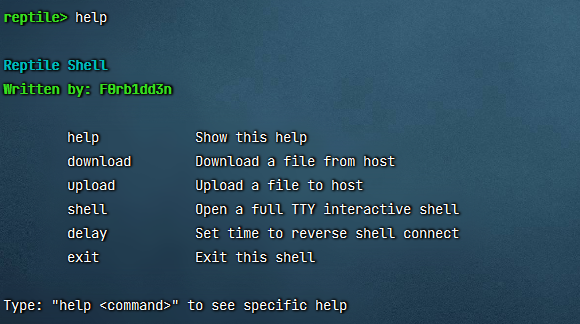 reptile> help
Reptile Shell
Written by: F0rb1dd3n
help Show this help
download Download a file from host
upload Upload a file to host
shell Open a full TTY interactive shell
delay Set time to reverse shell connect
exit Exit this shell
Type: "help <command>" to see specific help